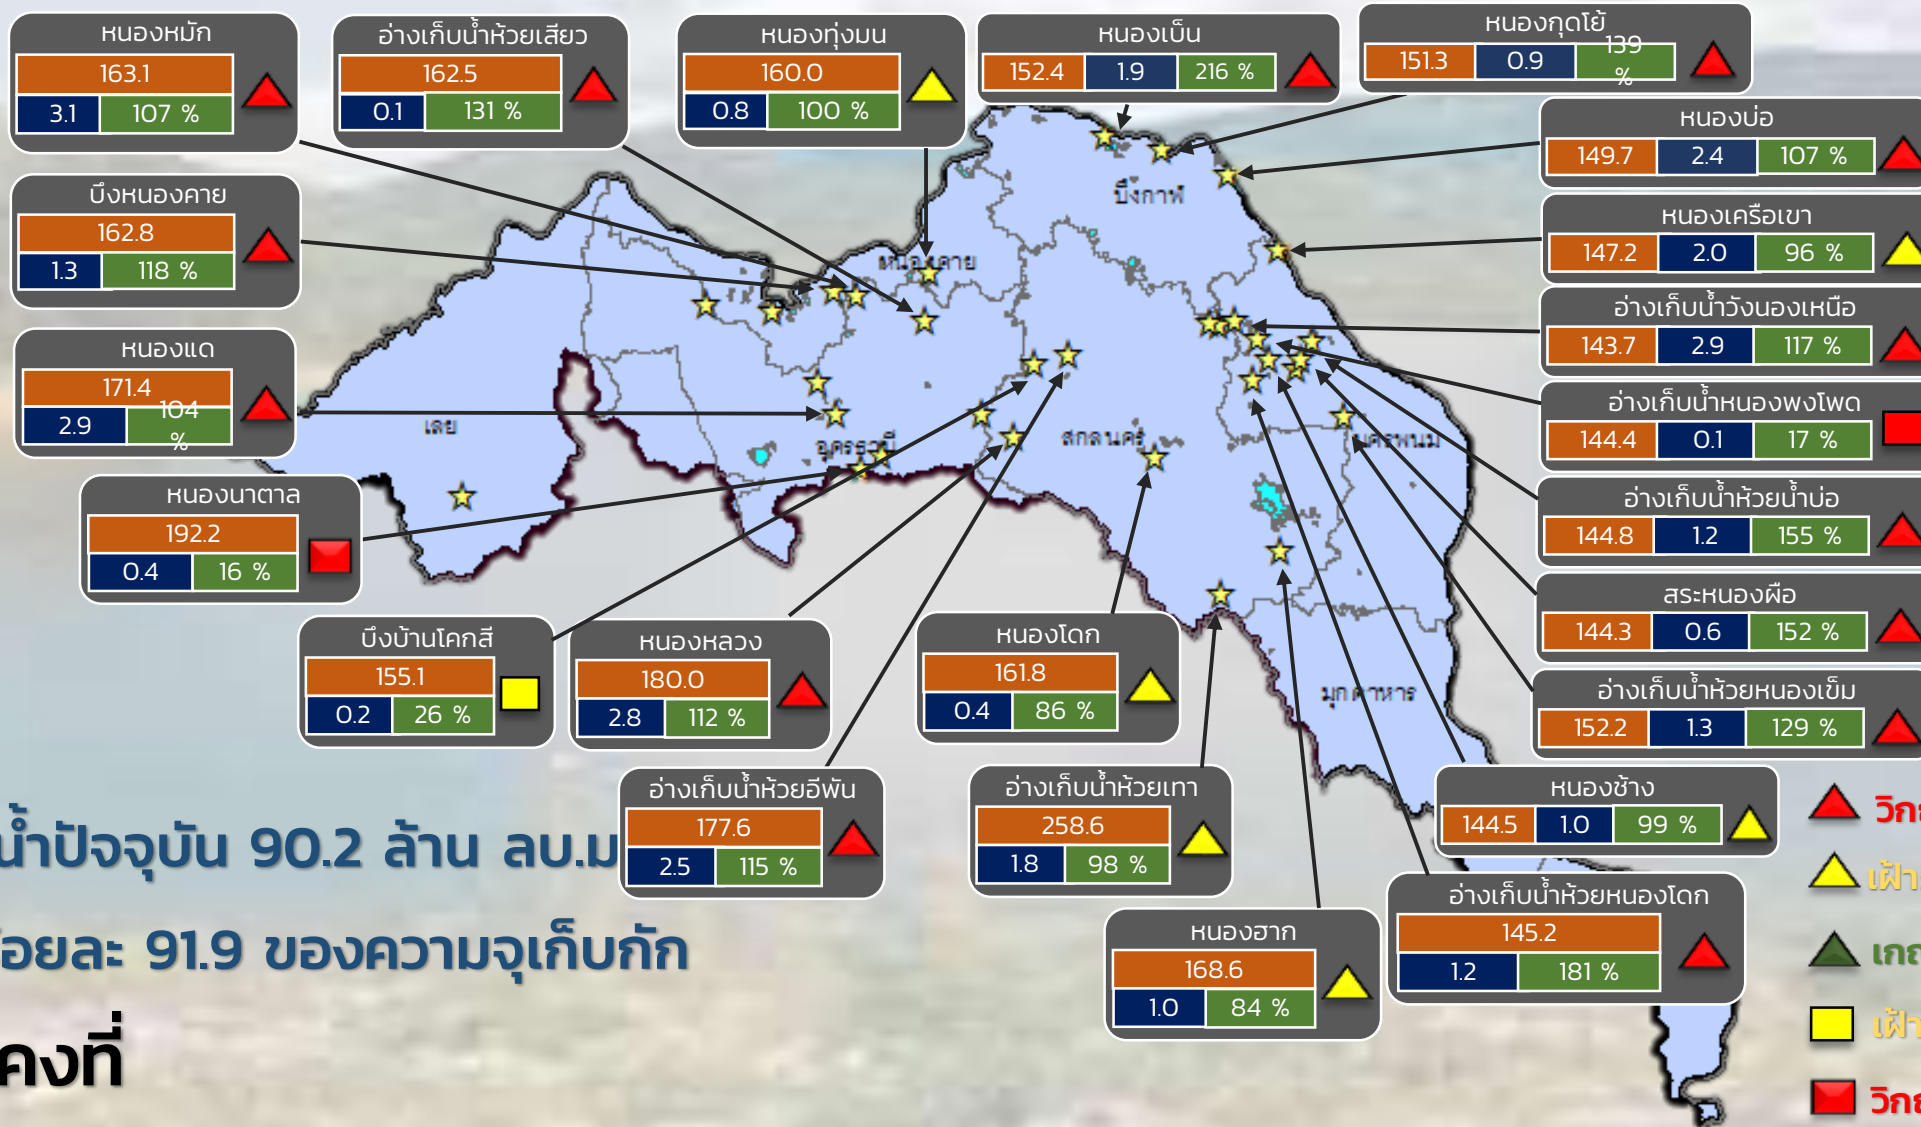 หนองหมัก
163.1
3.1 107 %
อ่างเก็บน้ำห้วยเสียว
162.5
0.1 131 %
หนองทุ่งมน
160.0
0.8 100 %
หนองเบ็น
152.4 1.9 216 %
หนองกุดโย้
151.3 0.9 139 %
หนองบ่อ
149.7 2.4 107 %
บึงหนองคาย
162.8
1.3 118 %
หนองเครือเขา
147.2 2.0 96 %
อ่างเก็บน้ำวังนองเหนือ
143.7 2.9 117 %
หนองแด
171.4
2.9 104 %
อ่างเก็บน้ำหนองพงโพด
144.4 0.1 17 %
หนองนาตาล
192.2
0.4 16 %
อ่างเก็บน้ำห้วยน้ำบ่อ
144.8 1.2 155 %
สระหนองผือ
144.3 0.6 152 %
บึงบ้านโคกสี
155.1
0.2 26 %
หนองหลวง
180.0
2.8 112 %
หนองโดก
161.8
0.4 86 %
อ่างเก็บน้ำห้วยหนองเข็ม
152.2 1.3 129 %
อ่างเก็บน้ำห้วยอีพัน
177.6
2.5 115 %
อ่างเก็บน้ำห้วยเทา
258.6
1.8 98 %
หนองช้าง
144.5 1.0 99 %
อ่างเก็บน้ำห้วยหนองโดก
145.2
1.2 181 %
หนองฮาก
168.6
1.0 84 %
บึงกาฬ
หนองคาย
เลย
อุดรธานี
สกลนคร
นครพนม
มุกดาหาร
น้ำปัจจุบัน 90.2 ล้าน ลบ.ม
อยละ 91.9 ของความจุเก็บกัก
คงที่